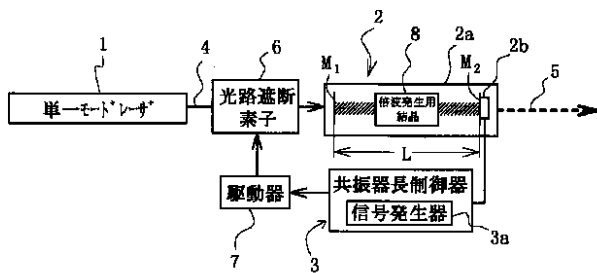 1
単一モードレーザ
4
6
光路遮断
素子
2
8
2a
2b
M1
M2
倍波発生用
結晶
5
L
駆動器
7
共振器長制御器
信号発生器
3
3a